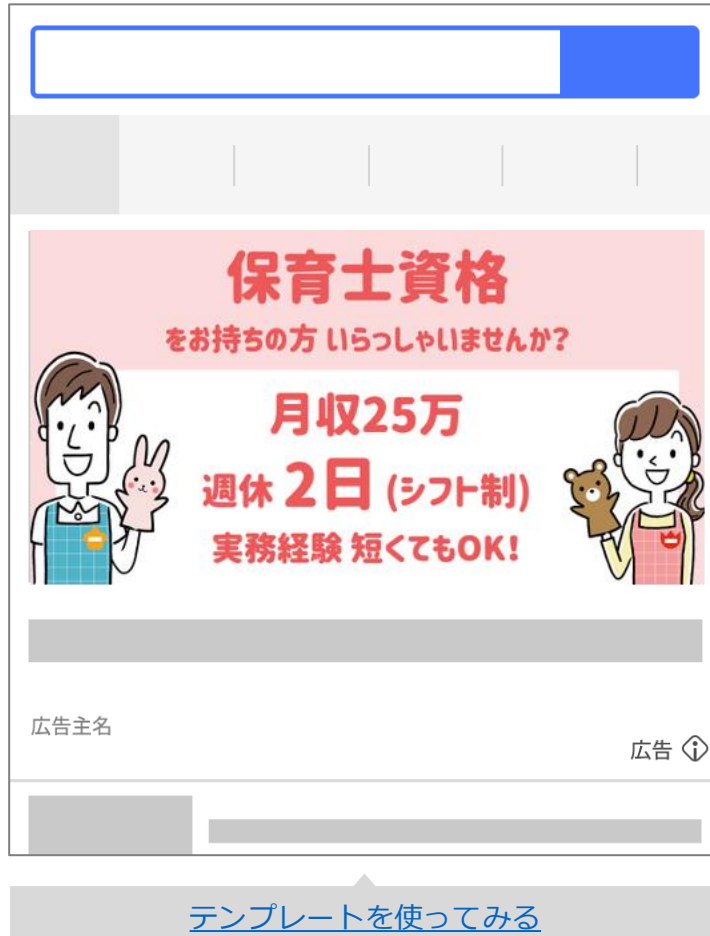 保育士資格
をお持ちの方 いらっしゃいませんか?
月収25万
週休 2日 (シフト制)
実務経験 短くてもOK!
広告主名
広告
テンプレートを使ってみる